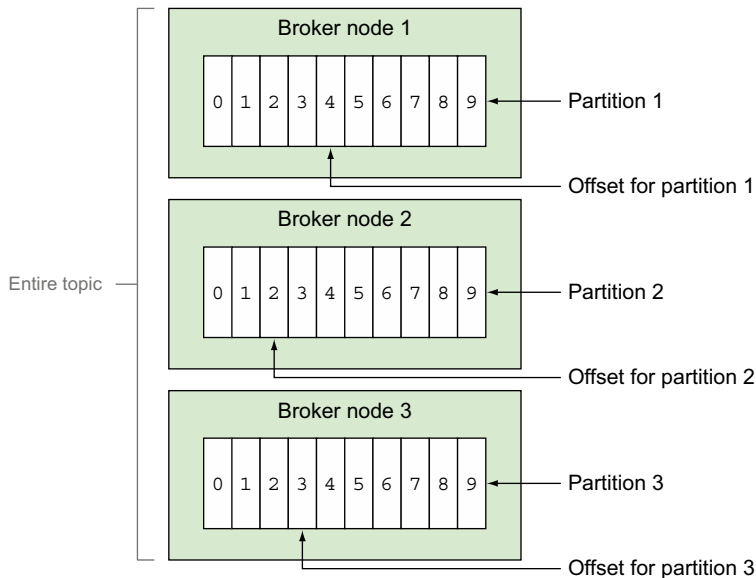 Broker node 1
0 1 2 3 4 5 6 7 8 9
Partition 1
Offset for partition 1
Broker node 2
Entire topic
0 1 2 3 4 5 6 7 8 9
Partition 2
Offset for partition 2
Broker node 3
0 1 2 3 4 5 6 7 8 9
Partition 3
Offset for partition 3